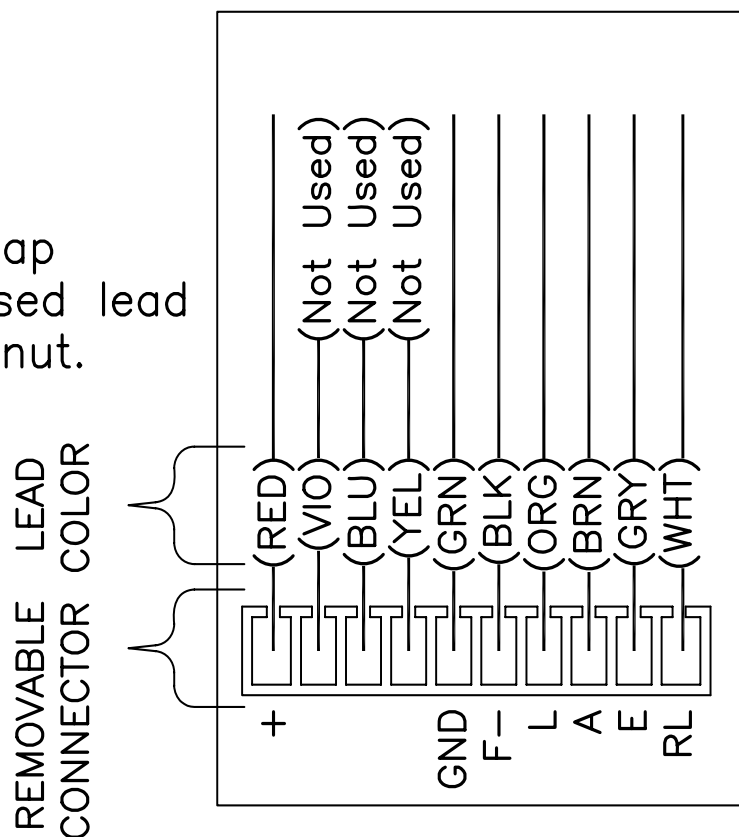 ap
sed lead
nut.
LEAD
COLOR
REMOVABLE
CONNECTOR
(Not Used)
(Not Used)
(Not Used)
(RED)
(VIO)
(BLU)
(YEL)
(GRN)
(BLK)
(ORG)
(BRN)
(GRY)
(WHT)
+
GND
F-
L
A
E
RL